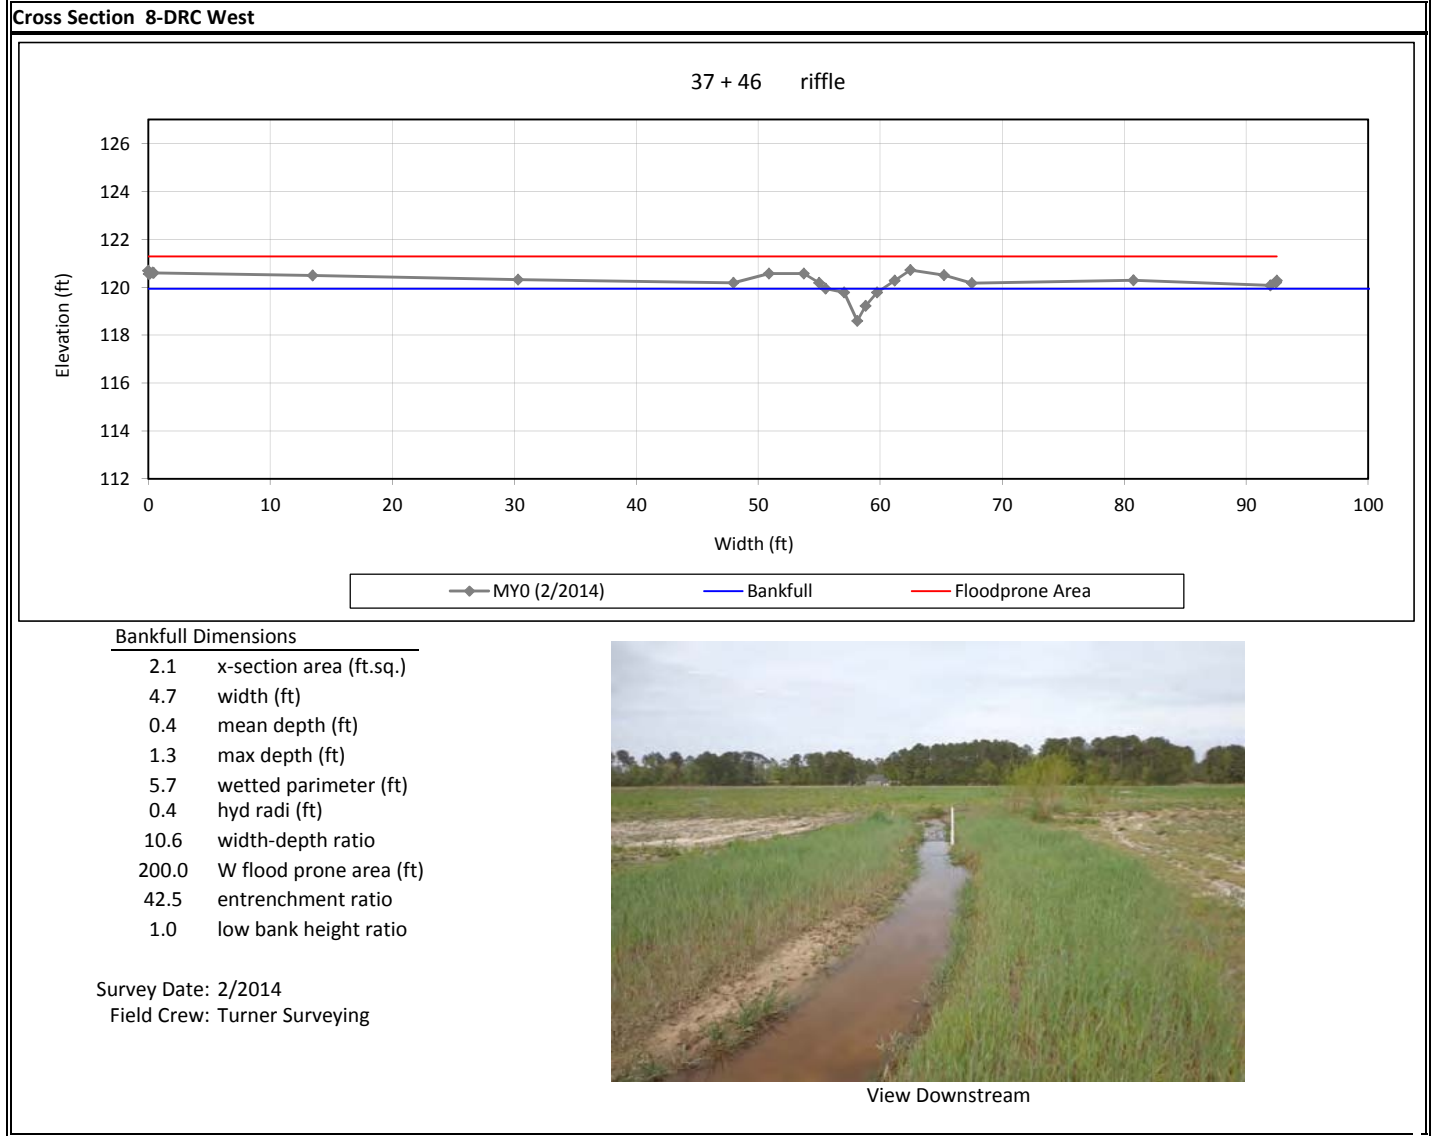 Cross Section 8-DRC West
37 + 46 riffle
126
124
122
120
118
116
114
112
Elevation (ft)
0 10 20 30 40 50 60 70 80 90 100
Width (ft)
MY0 (2/2014) Bankfull Floodprone Area
Bankfull Dimensions
2.1 x-section area (ft.sq.)
4.7 width (ft)
0.4 mean depth (ft)
1.3 max depth (ft)
5.7 wetted parimeter (ft)
0.4 hyd radi (ft)
10.6 width-depth ratio
200.0 W flood prone area (ft)
42.5 entrenchment ratio
1.0 low bank height ratio
Survey Date: 2/2014
Field Crew: Turner Surveying
View Downstream